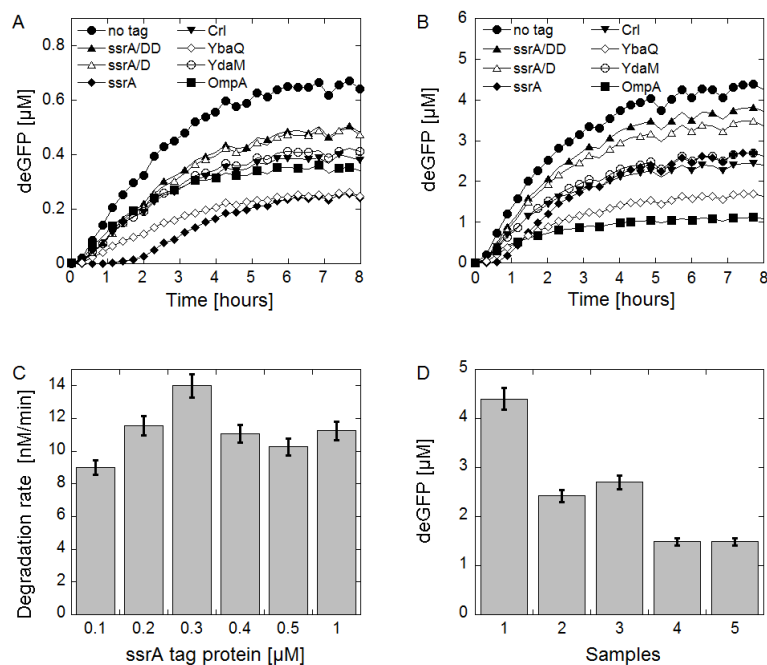 A
0.8
0.6
0.4
0.2
0.0
deGFP [µM]
no tag
ssrA/DD
ssrA/D
ssrA
Crl
YbaQ
YdaM
OmpA
0 1 2 3 4 5 6 7 8
Time [hours]
B
6
5
4
3
2
1
0
deGFP [µM]
no tag
ssrA/DD
ssrA/D
ssrA
Crl
YbaQ
YdaM
OmpA
0 1 2 3 4 5 6 7 8
Time [hours]
C
14
12
10
8
6
4
2
0
Degradation rate [nM/min]
0.1 0.2 0.3 0.4 0.5 1
ssrA tag protein [µM]
D
5
4
3
2
1
0
deGFP [µM]
1 2 3 4 5
Samples